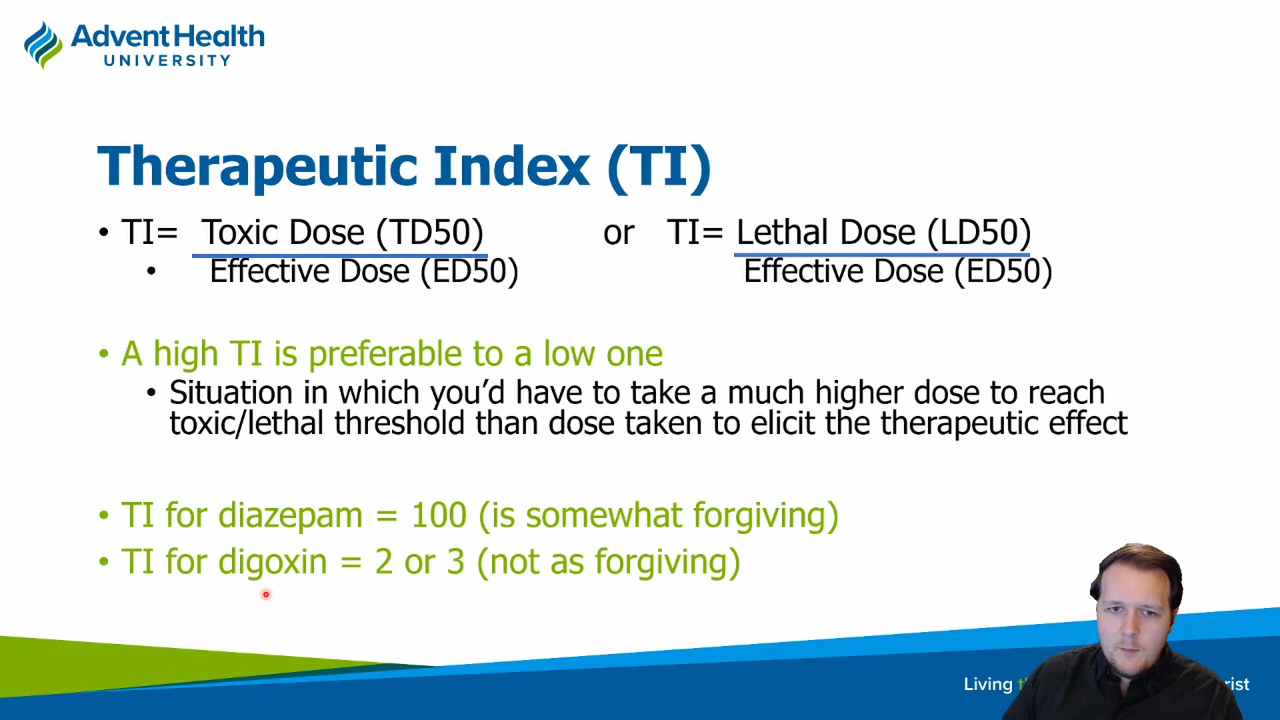 AdventHealth
UNIVERSITY
Therapeutic Index (TI)
• TI= Toxic Dose (TD50) or TI= Lethal Dose (LD50)
• Effective Dose (ED50) Effective Dose (ED50)
• A high TI is preferable to a low one
• Situation in which you’d have to take a much higher dose to reach
toxic/lethal threshold than dose taken to elicit the therapeutic effect
• TI for diazepam = 100 (is somewhat forgiving)
• TI for digoxin = 2 or 3 (not as forgiving)
Living